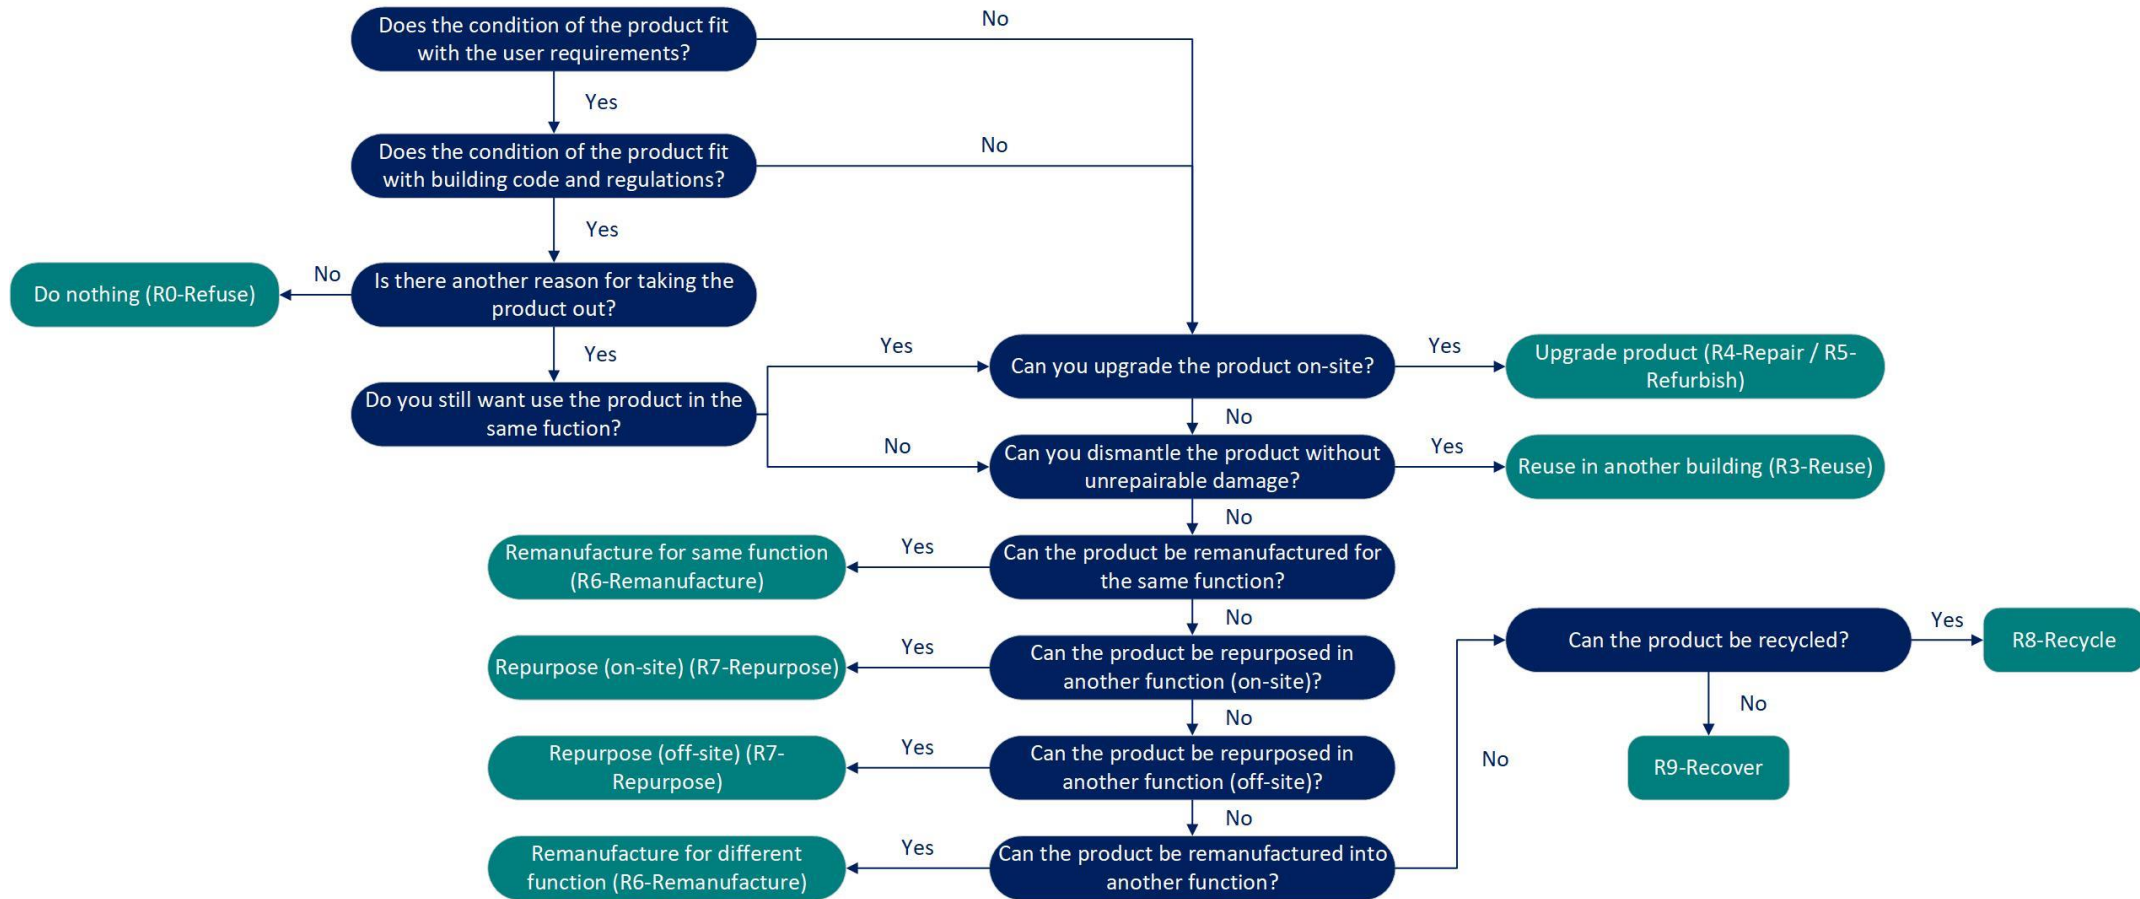 Does the condition of the product fit
with the user requirements?
No
Yes
Does the condition of the product fit
with building code and regulations?
No
Yes
Do nothing (R0-Refuse)
No
Is there another reason for taking the
product out?
Yes
Do you still want use the product in the
same fuction?
Yes
No
Can you upgrade the product on-site?
Yes
Upgrade product (R4-Repair / R5-
Refurbish)
No
Can you dismantle the product without
unrepairable damage?
Yes
Reuse in another building (R3-Reuse)
No
Remanufacture for same function
(R6-Remanufacture)
Yes
Can the product be remanufactured for
the same function?
No
Repurpose (on-site) (R7-Repurpose)
Yes
Can the product be repurposed in
another function (on-site)?
No
Repurpose (off-site) (R7-
Repurpose)
Yes
Can the product be repurposed in
another function (off-site)?
No
Remanufacture for different
function (R6-Remanufacture)
Yes
Can the product be remanufactured into
another function?
No
Can the product be recycled?
Yes
R8-Recycle
No
R9-Recover